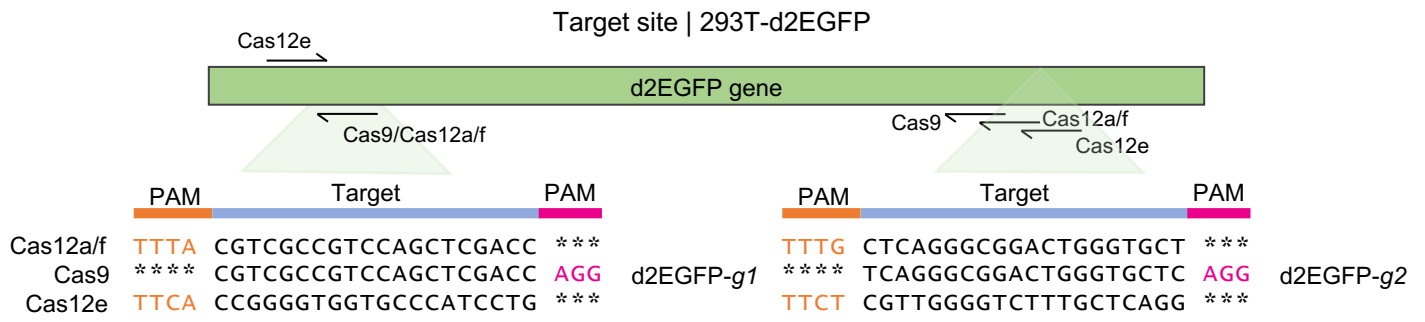 Target site | 293T-d2EGFP
Cas12e
d2EGFP gene
Cas9/Cas12a/f
Cas9
Cas12a/f
Cas12e
PAM Target PAM
PAM Target PAM
Cas12a/f TTTA CGTCGCCGTCCAGCTCGACC *** TTTG CTCAGGGCGGACTGGGTGCT ***
Cas9 **** CGTCGCCGTCCAGCTCGACC AGG d2EGFP-g1 **** TCAGGGCGGACTGGGTGCTC AGG d2EGFP-g2
Cas12e TTCA CCGGGGTGGTGCCCATCCTG *** TTCT CGTTGGGGTCTTTGCTCAGG ***